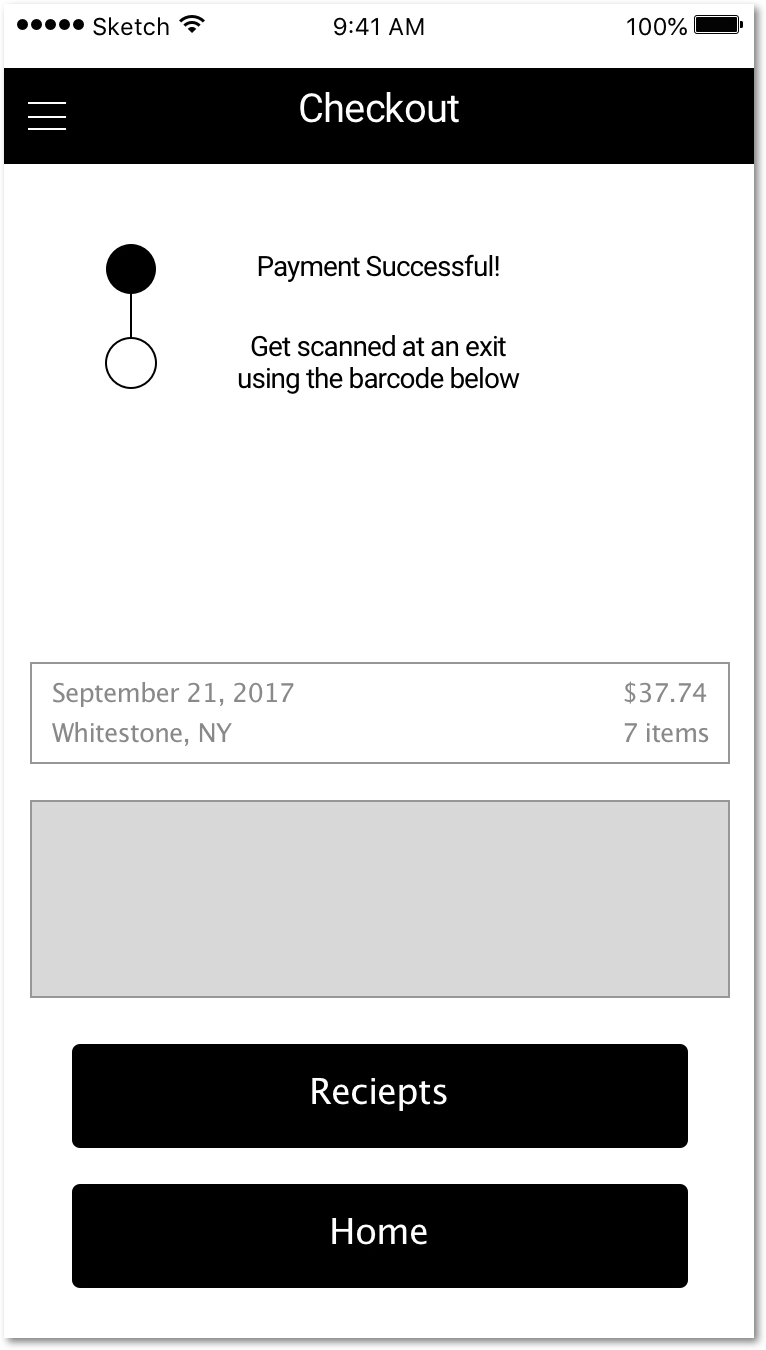 Sketch 9:41 AM 100%
Checkout
Payment Successful!
Get scanned at an exit
using the barcode below
September 21, 2017 $37.74
Whitestone, NY 7 items
Reciepts
Home